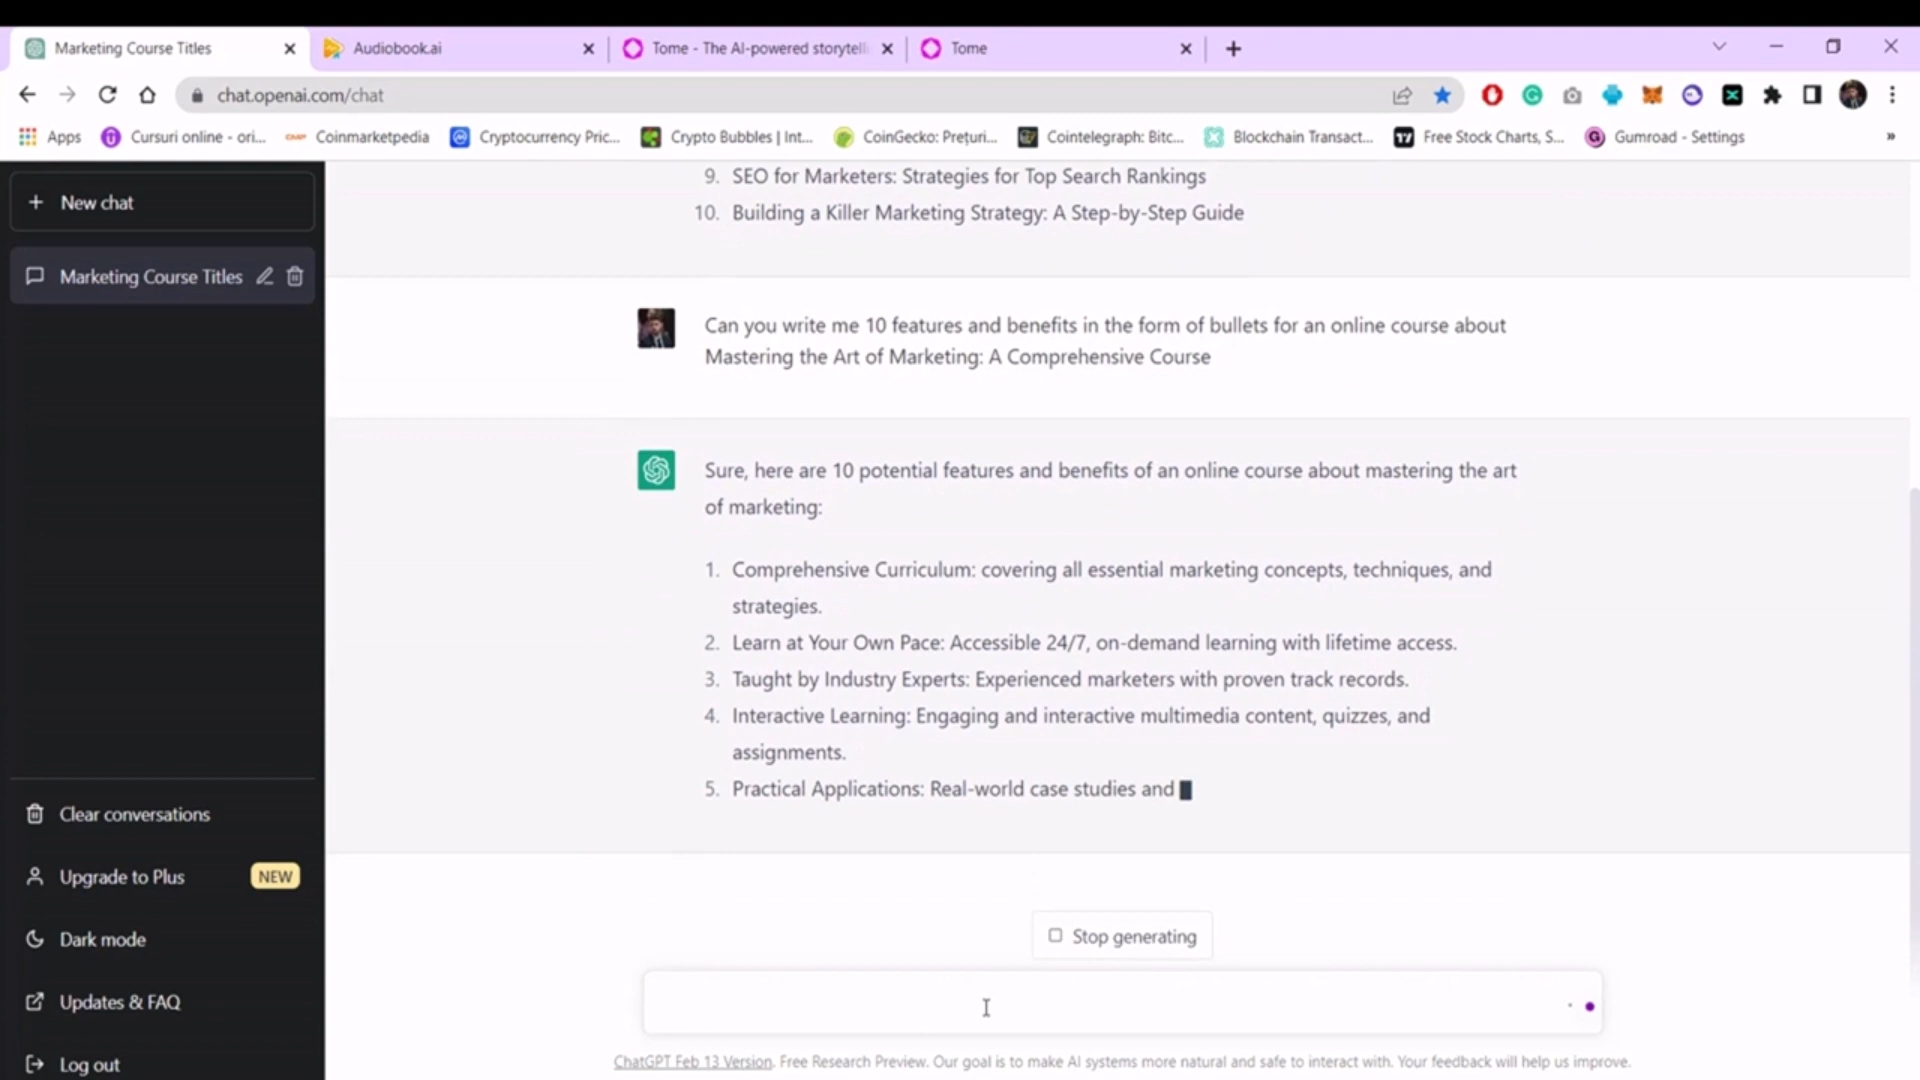 Marketing Course Titles
Audiobook.ai
Tome - The AI-powered storytell
Tome
chat.openai.com/chat
Apps
Cursuri online - ori...
Coinmarketpedia
Cryptocurrency Pric...
Crypto Bubbles | Int...
CoinGecko: Prețuri...
Cointelegraph: Bitc...
Blockchain Transact...
Free Stock Charts, S...
Gumroad - Settings
»
+ New chat
Marketing Course Titles
9. SEO for Marketers: Strategies for Top Search Rankings
10. Building a Killer Marketing Strategy: A Step-by-Step Guide
Can you write me 10 features and benefits in the form of bullets for an online course about
Mastering the Art of Marketing: A Comprehensive Course
Sure, here are 10 potential features and benefits of an online course about mastering the art
of marketing:
1. Comprehensive Curriculum: covering all essential marketing concepts, techniques, and
strategies.
2. Learn at Your Own Pace: Accessible 24/7, on-demand learning with lifetime access.
3. Taught by Industry Experts: Experienced marketers with proven track records.
4. Interactive Learning: Engaging and interactive multimedia content, quizzes, and
assignments.
5. Practical Applications: Real-world case studies and
Stop generating
Clear conversations
Upgrade to Plus NEW
Dark mode
Updates & FAQ
Log out
ChatGPT Feb 13 Version. Free Research Preview. Our goal is to make AI systems more natural and safe to interact with. Your feedback will help us improve.